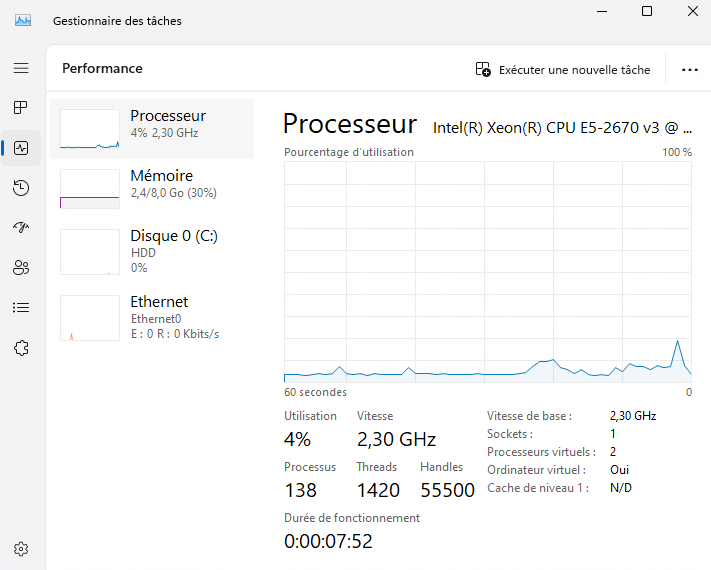 Gestionnaire des tâches
Performance
Exécuter une nouvelle tâche
Processeur
4% 2,30 GHz
Mémoire
2,4/8,0 Go (30%)
Disque 0 (C:)
HDD
0%
Ethernet
Ethernet0
E : 0 R : 0 Kbits/s
Processeur Intel(R) Xeon(R) CPU E5-2670 v3 @ ...
Pourcentage d'utilisation 100 %
60 secondes 0
Utilisation Vitesse
4% 2,30 GHz
Processus Threads Handles
138 1420 55500
Durée de fonctionnement
0:00:07:52
Vitesse de base : 2,30 GHz
Sockets : 1
Processeurs virtuels : 2
Ordinateur virtuel : Oui
Cache de niveau 1 : N/D